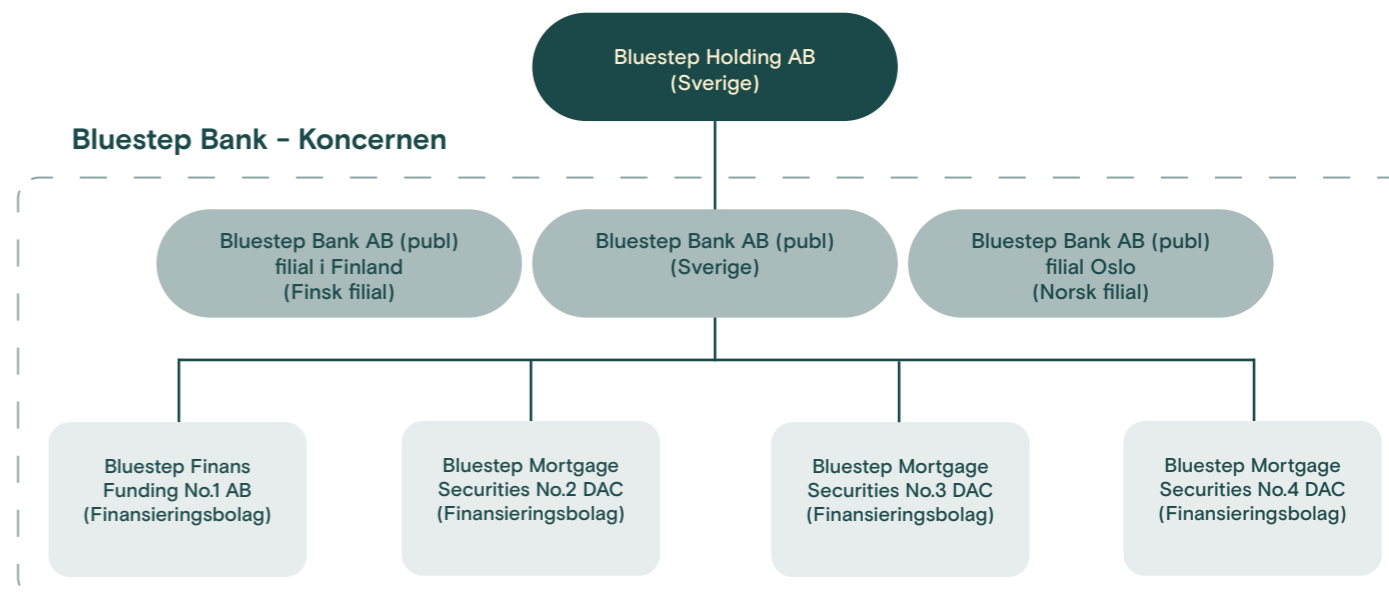 Bluestep Holding AB
(Sverige)
Bluestep Bank – Koncernen
Bluestep Bank AB (publ)
filial i Finland
(Finsk filial)
Bluestep Bank AB (publ)
(Sverige)
Bluestep Bank AB (publ)
filial Oslo
(Norsk filial)
Bluestep Finans
Funding No.1 AB
(Finansieringsbolag)
Bluestep Mortgage
Securities No.2 DAC
(Finansieringsbolag)
Bluestep Mortgage
Securities No.3 DAC
(Finansieringsbolag)
Bluestep Mortgage
Securities No.4 DAC
(Finansieringsbolag)